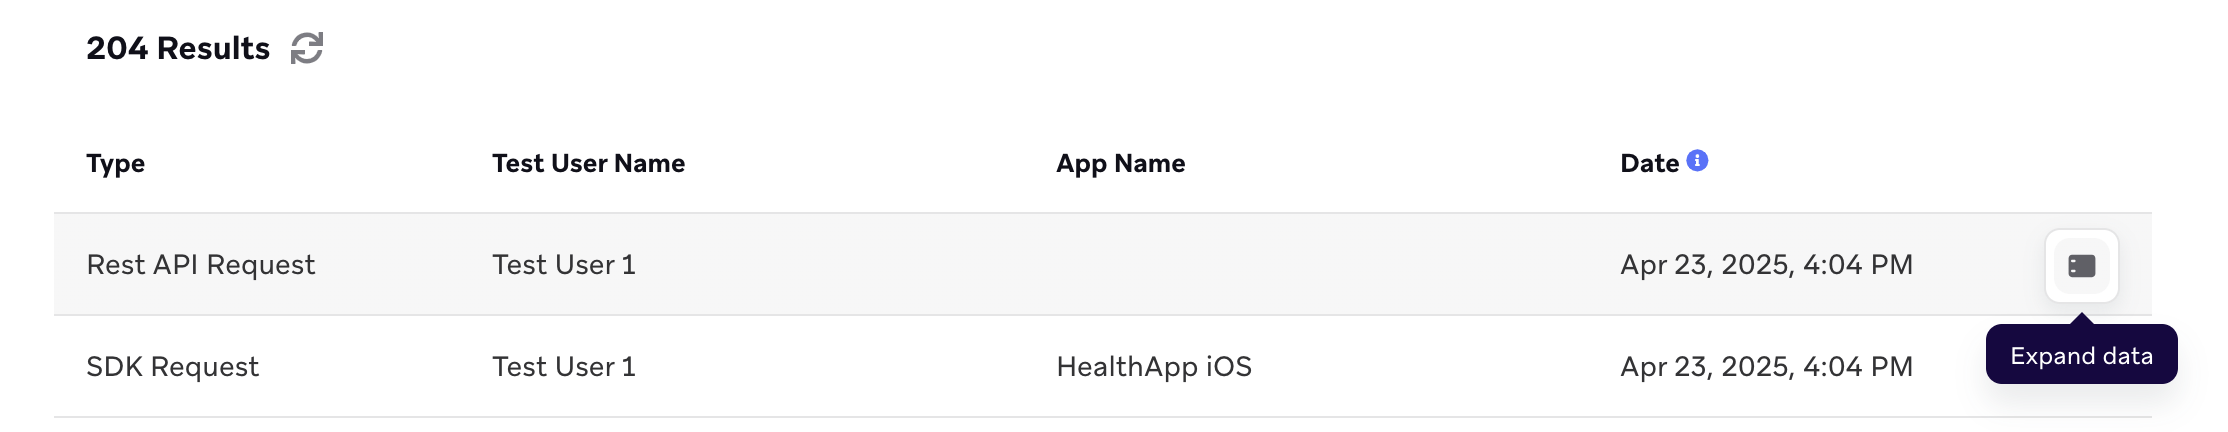 204 Results
Type Test User Name App Name Date
Rest API Request Test User 1 Apr 23, 2025, 4:04 PM
SDK Request Test User 1 HealthApp iOS Apr 23, 2025, 4:04 PM
Expand data